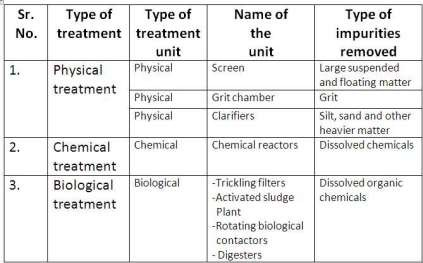 Sr. No. | Type of treatment | Type of treatment unit | Name of the unit | Type of impurities removed
1. | Physical treatment | Physical | Screen | Large suspended and floating matter
Physical | Grit chamber | Grit
Physical | Clarifiers | Silt, sand and other heavier matter
2. | Chemical treatment | Chemical | Chemical reactors | Dissolved chemicals
3. | Biological treatment | Biological | -Trickling filters -Activated sludge Plant -Rotating biological contactors - Digesters | Dissolved organic chemicals